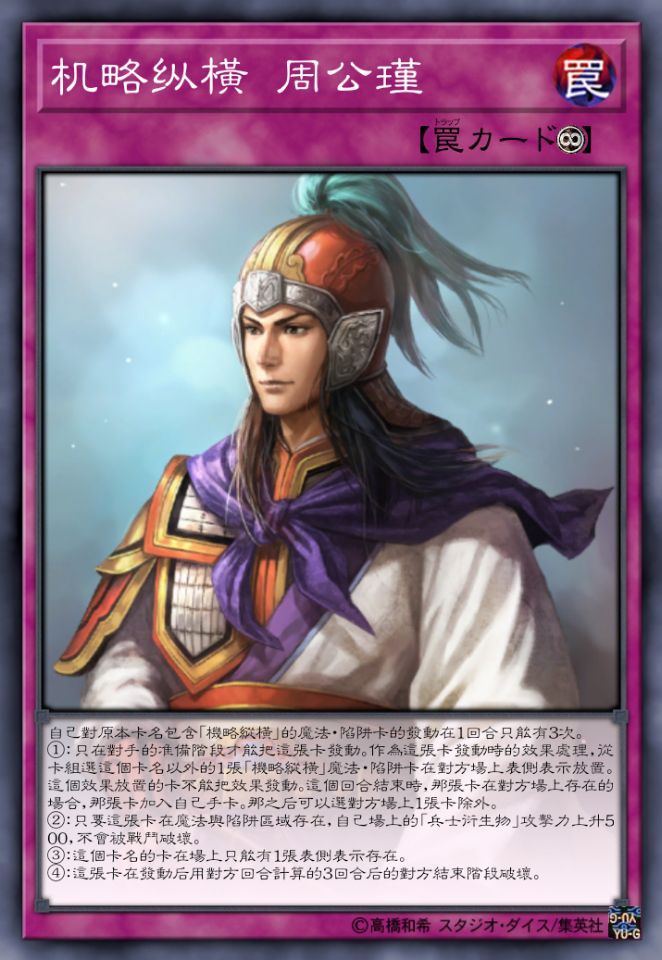 机略纵横 周公瑾
罠
トラップ
【罠カード∞】
自己對原本卡名包含「機略縱橫」的魔法·陷阱卡的發動在1回合只能有3次。
①：只在對手的准備階段才能把這張卡發動。作為這張卡發動時的效果處理，從
卡組選這個卡名以外的1張「機略縱橫」魔法·陷阱卡在對方場上表側表示放置。
這個效果放置的卡不能把效果發動。這個回合結束時，那張卡在對方場上存在的
場合，那張卡加入自己手卡。那之后可以選對方場上1張卡除外。
②：只要這張卡在魔法與陷阱區域存在，自己場上的「兵士衍生物」攻擊力上升5
00，不會被戰鬥破壞。
③：這個卡名的卡在場上只能有1張表側表示存在。
④：這張卡在發動后用對方回合計算的3回合后的對方結束階段破壞。
©高橋和希 スタジオ·ダイス/集英社